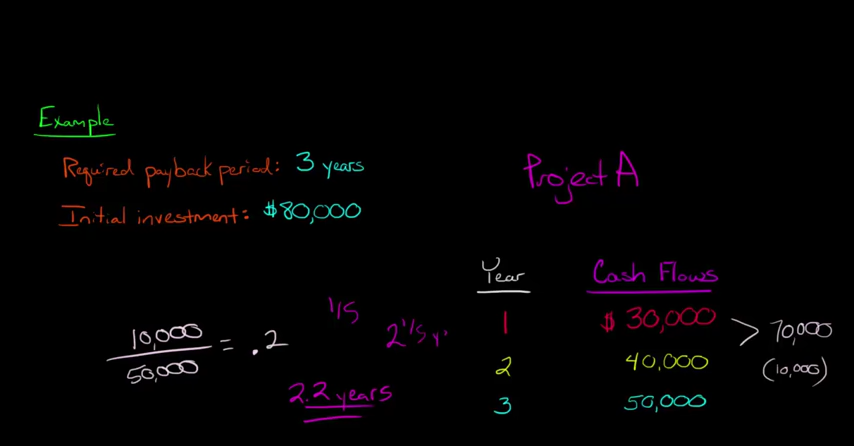 Example
Required payback period: 3 years
Project A
Initial investment: $80,000
Year Cash Flows
1 $ 30,000 > 70,000
2 40,000 (10,000)
3 50,000
10,000
50,000
= .2
1/5
2 1/5 y.
2.2 years